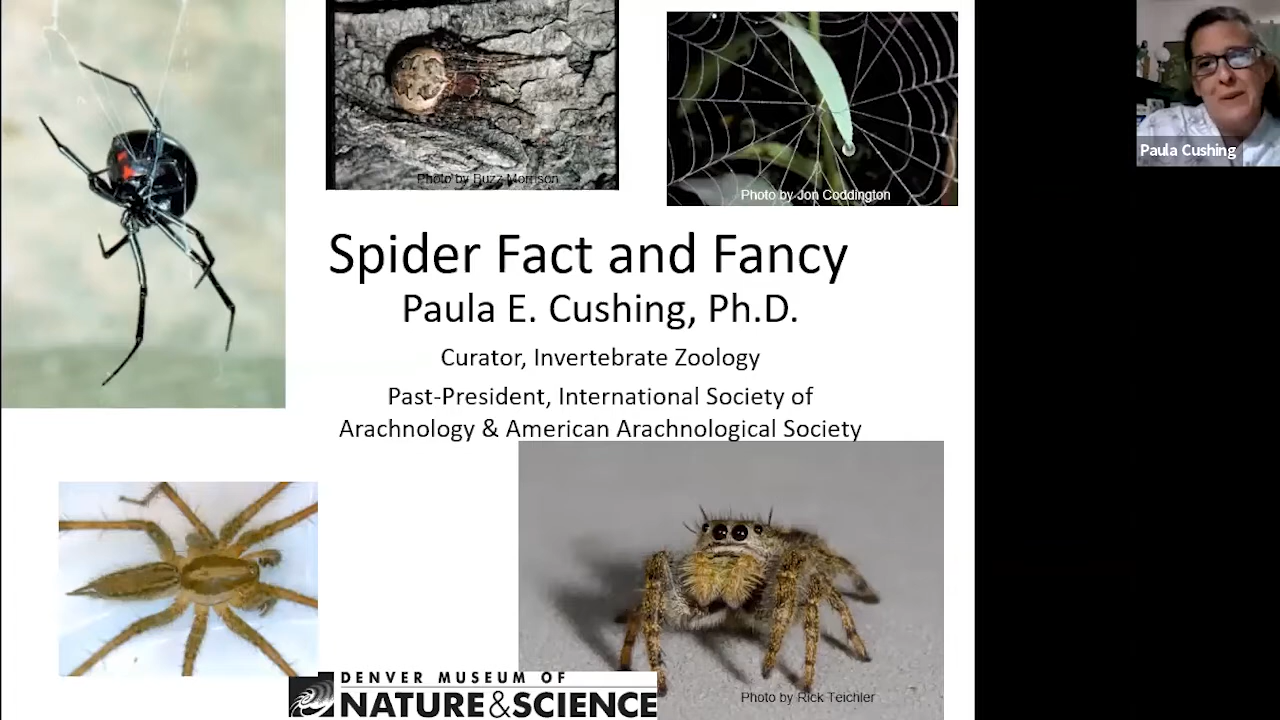 Photo by Buzz Morrison
Photo by Jon Coddington
Paula Cushing
Spider Fact and Fancy
Paula E. Cushing, Ph.D.
Curator, Invertebrate Zoology
Past-President, International Society of
Arachnology & American Arachnological Society
DENVER MUSEUM OF
NATURE & SCIENCE
Photo by Rick Teichler